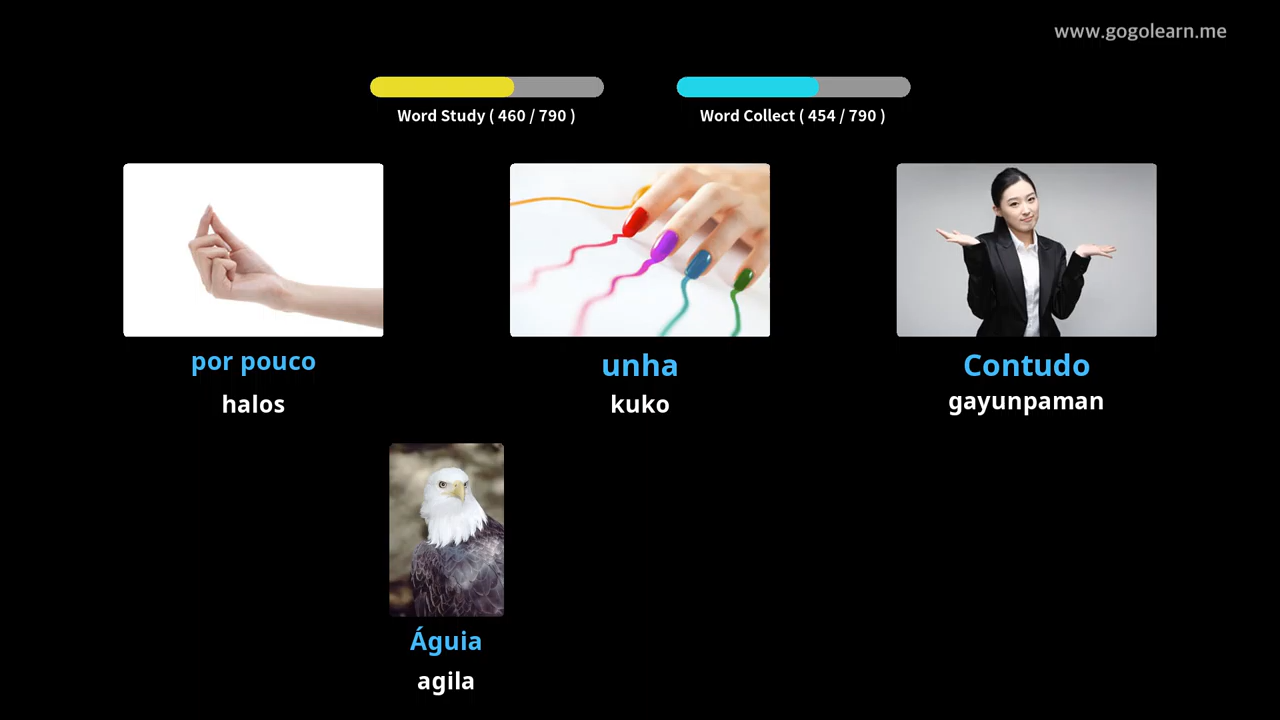 www.gogolearn.me
Word Study ( 460 / 790 )
Word Collect ( 454 / 790 )
por pouco
halos
unha
kuko
Contudo
gayunpaman
Águia
agila